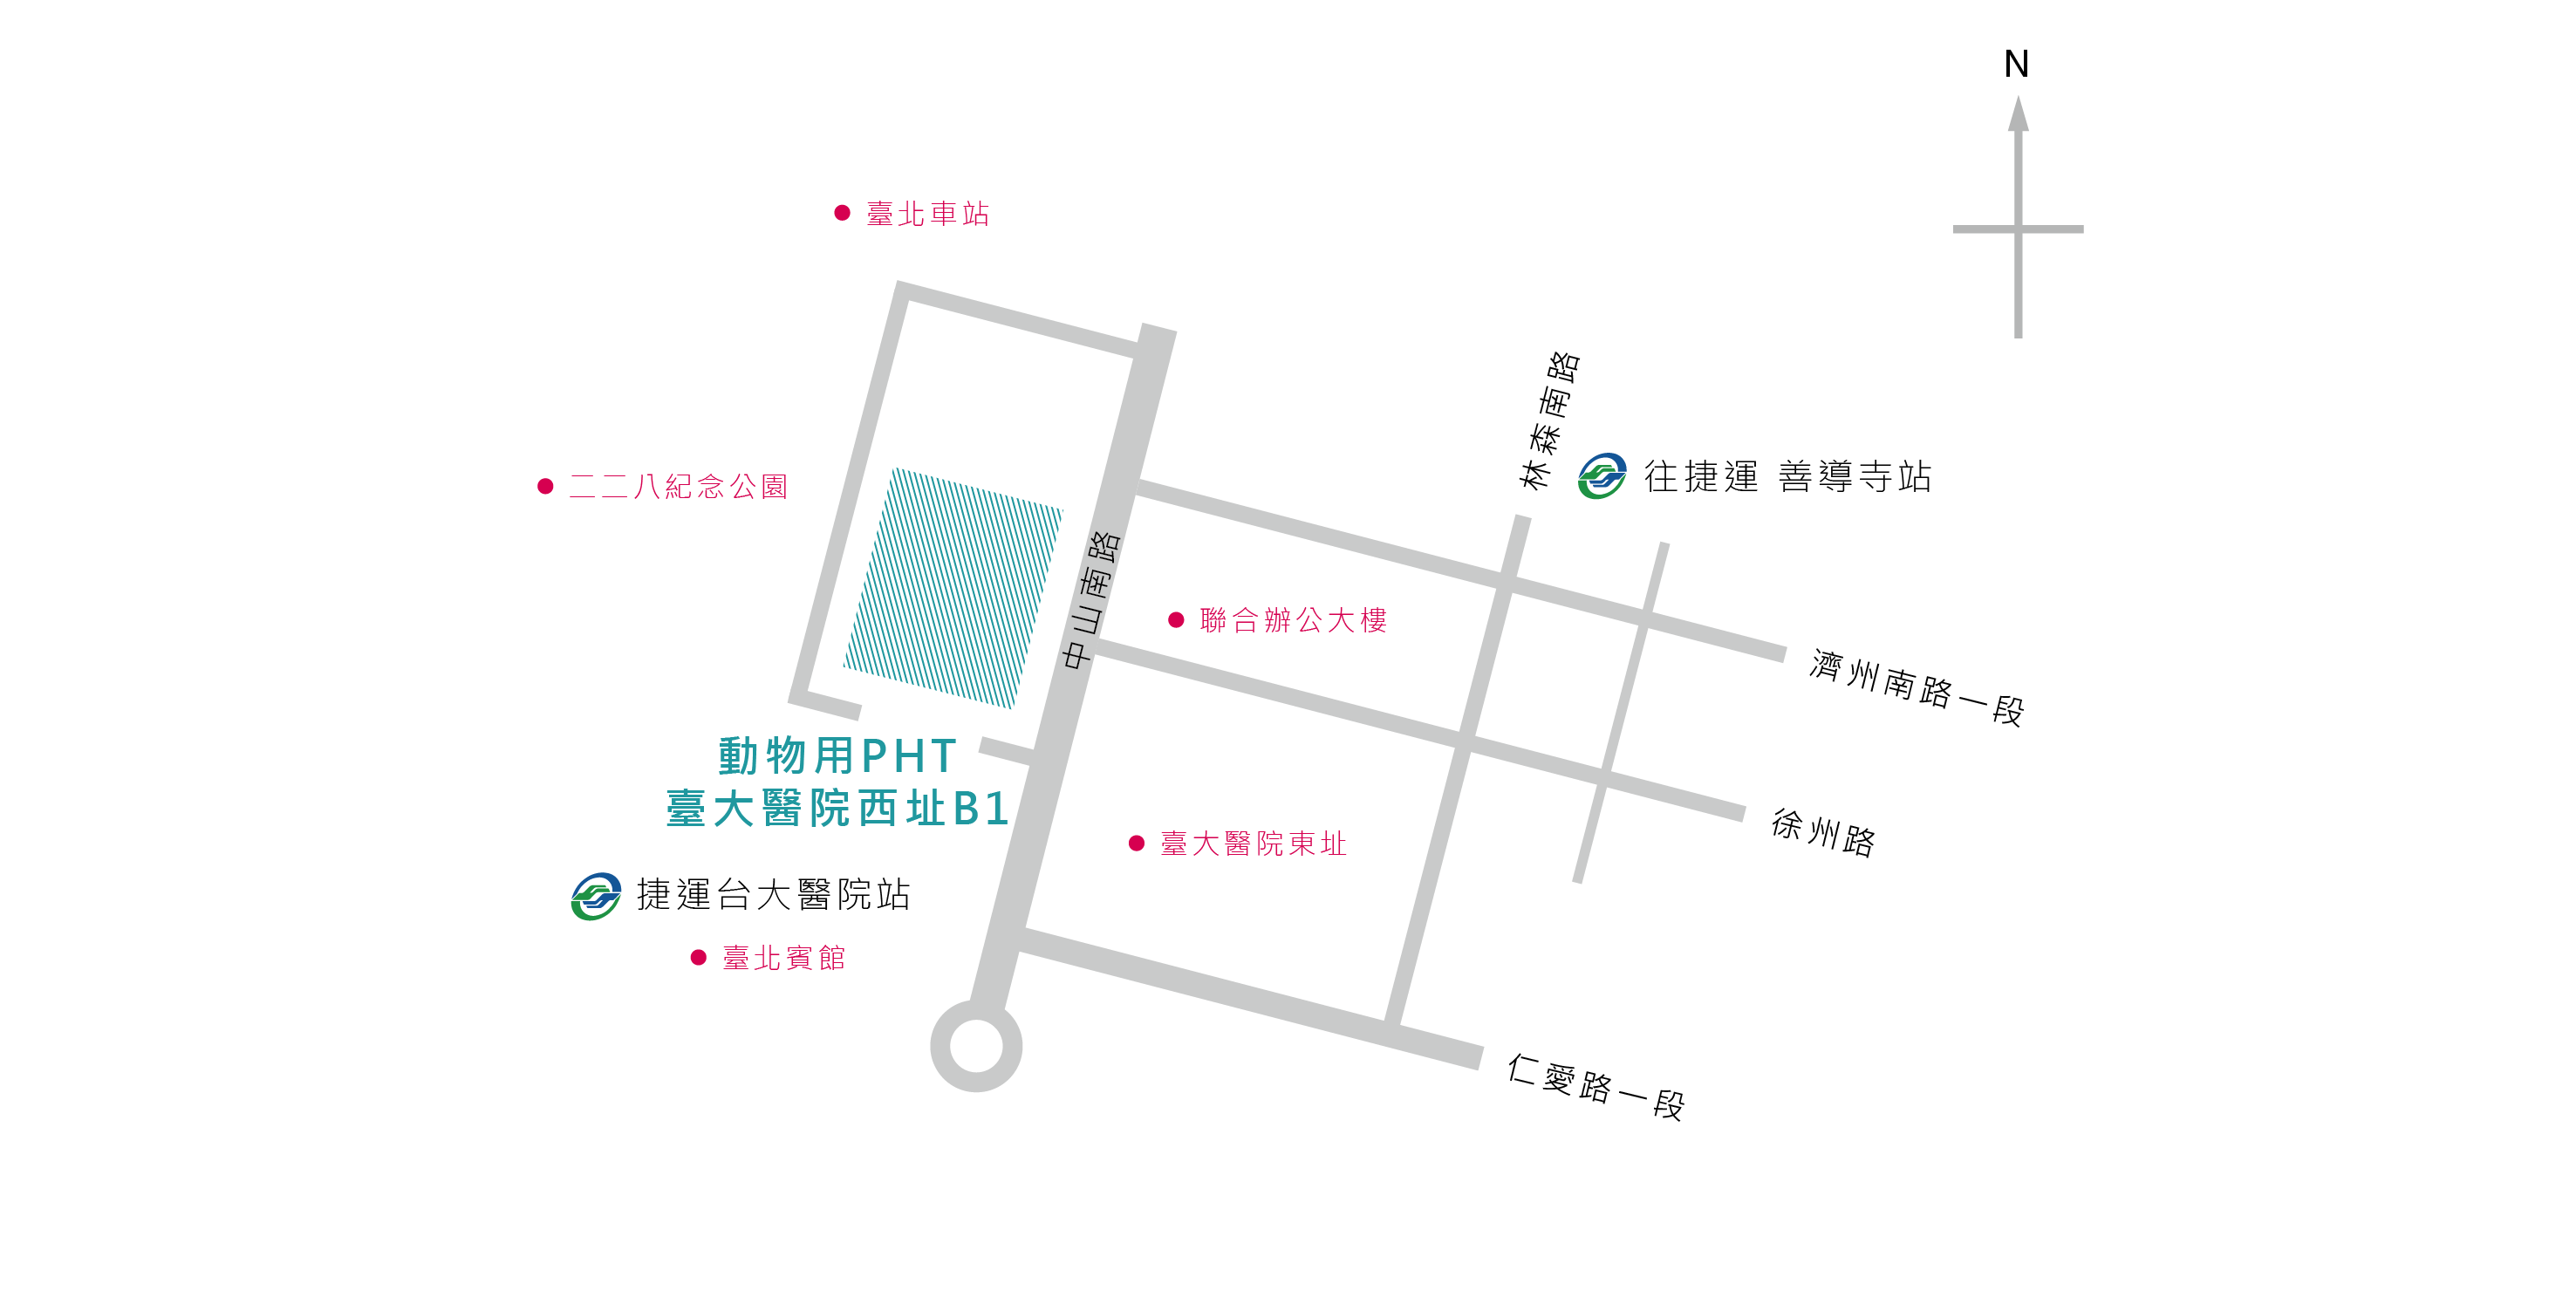 N
臺北車站
林森南路
往捷運 善導寺站
二二八紀念公園
中山南路
聯合辦公大樓
濟州南路一段
動物用PHT
臺大醫院西址B1
徐州路
臺大醫院東址
捷運台大醫院站
臺北賓館
仁愛路一段